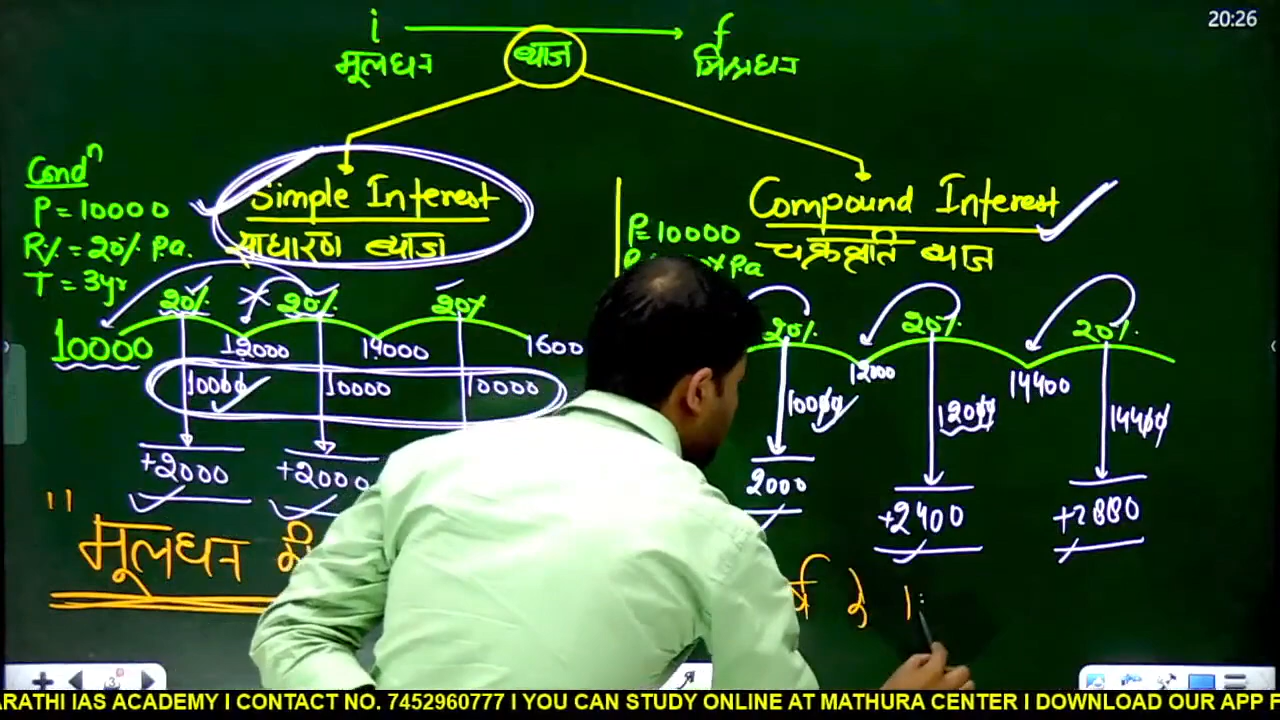 20:26
i → f
मूलधन ब्याज मिश्रधन
Condⁿ
P = 10000
R% = 20% P.a.
T = 3yr
Simple Interest
साधारण ब्याज
20% 20% 20%
10000 12000 14000 1600
10000 10000 10000
+2000 +2000
Compound Interest
चक्रवृद्धि ब्याज
P = 10000
P.a
20% 20% 20%
12000 14400
10000 12000 14400
2000 +2400 +2880
" मूलधन
ARATHI IAS ACADEMY I CONTACT NO. 7452960777 I YOU CAN STUDY ONLINE AT MATHURA CENTER I DOWNLOAD OUR APP F